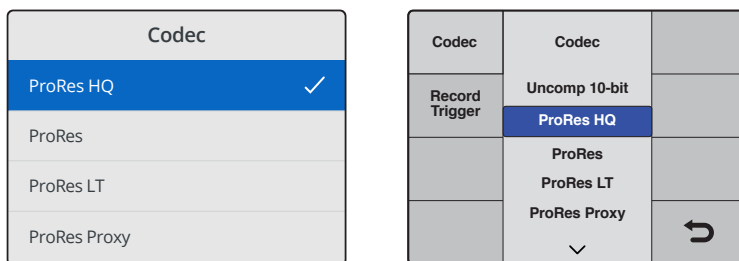 Codec
ProRes HQ
ProRes
ProRes LT
ProRes Proxy
Codec
Record
Trigger
Codec
Uncomp 10-bit
ProRes HQ
ProRes
ProRes LT
ProRes Proxy